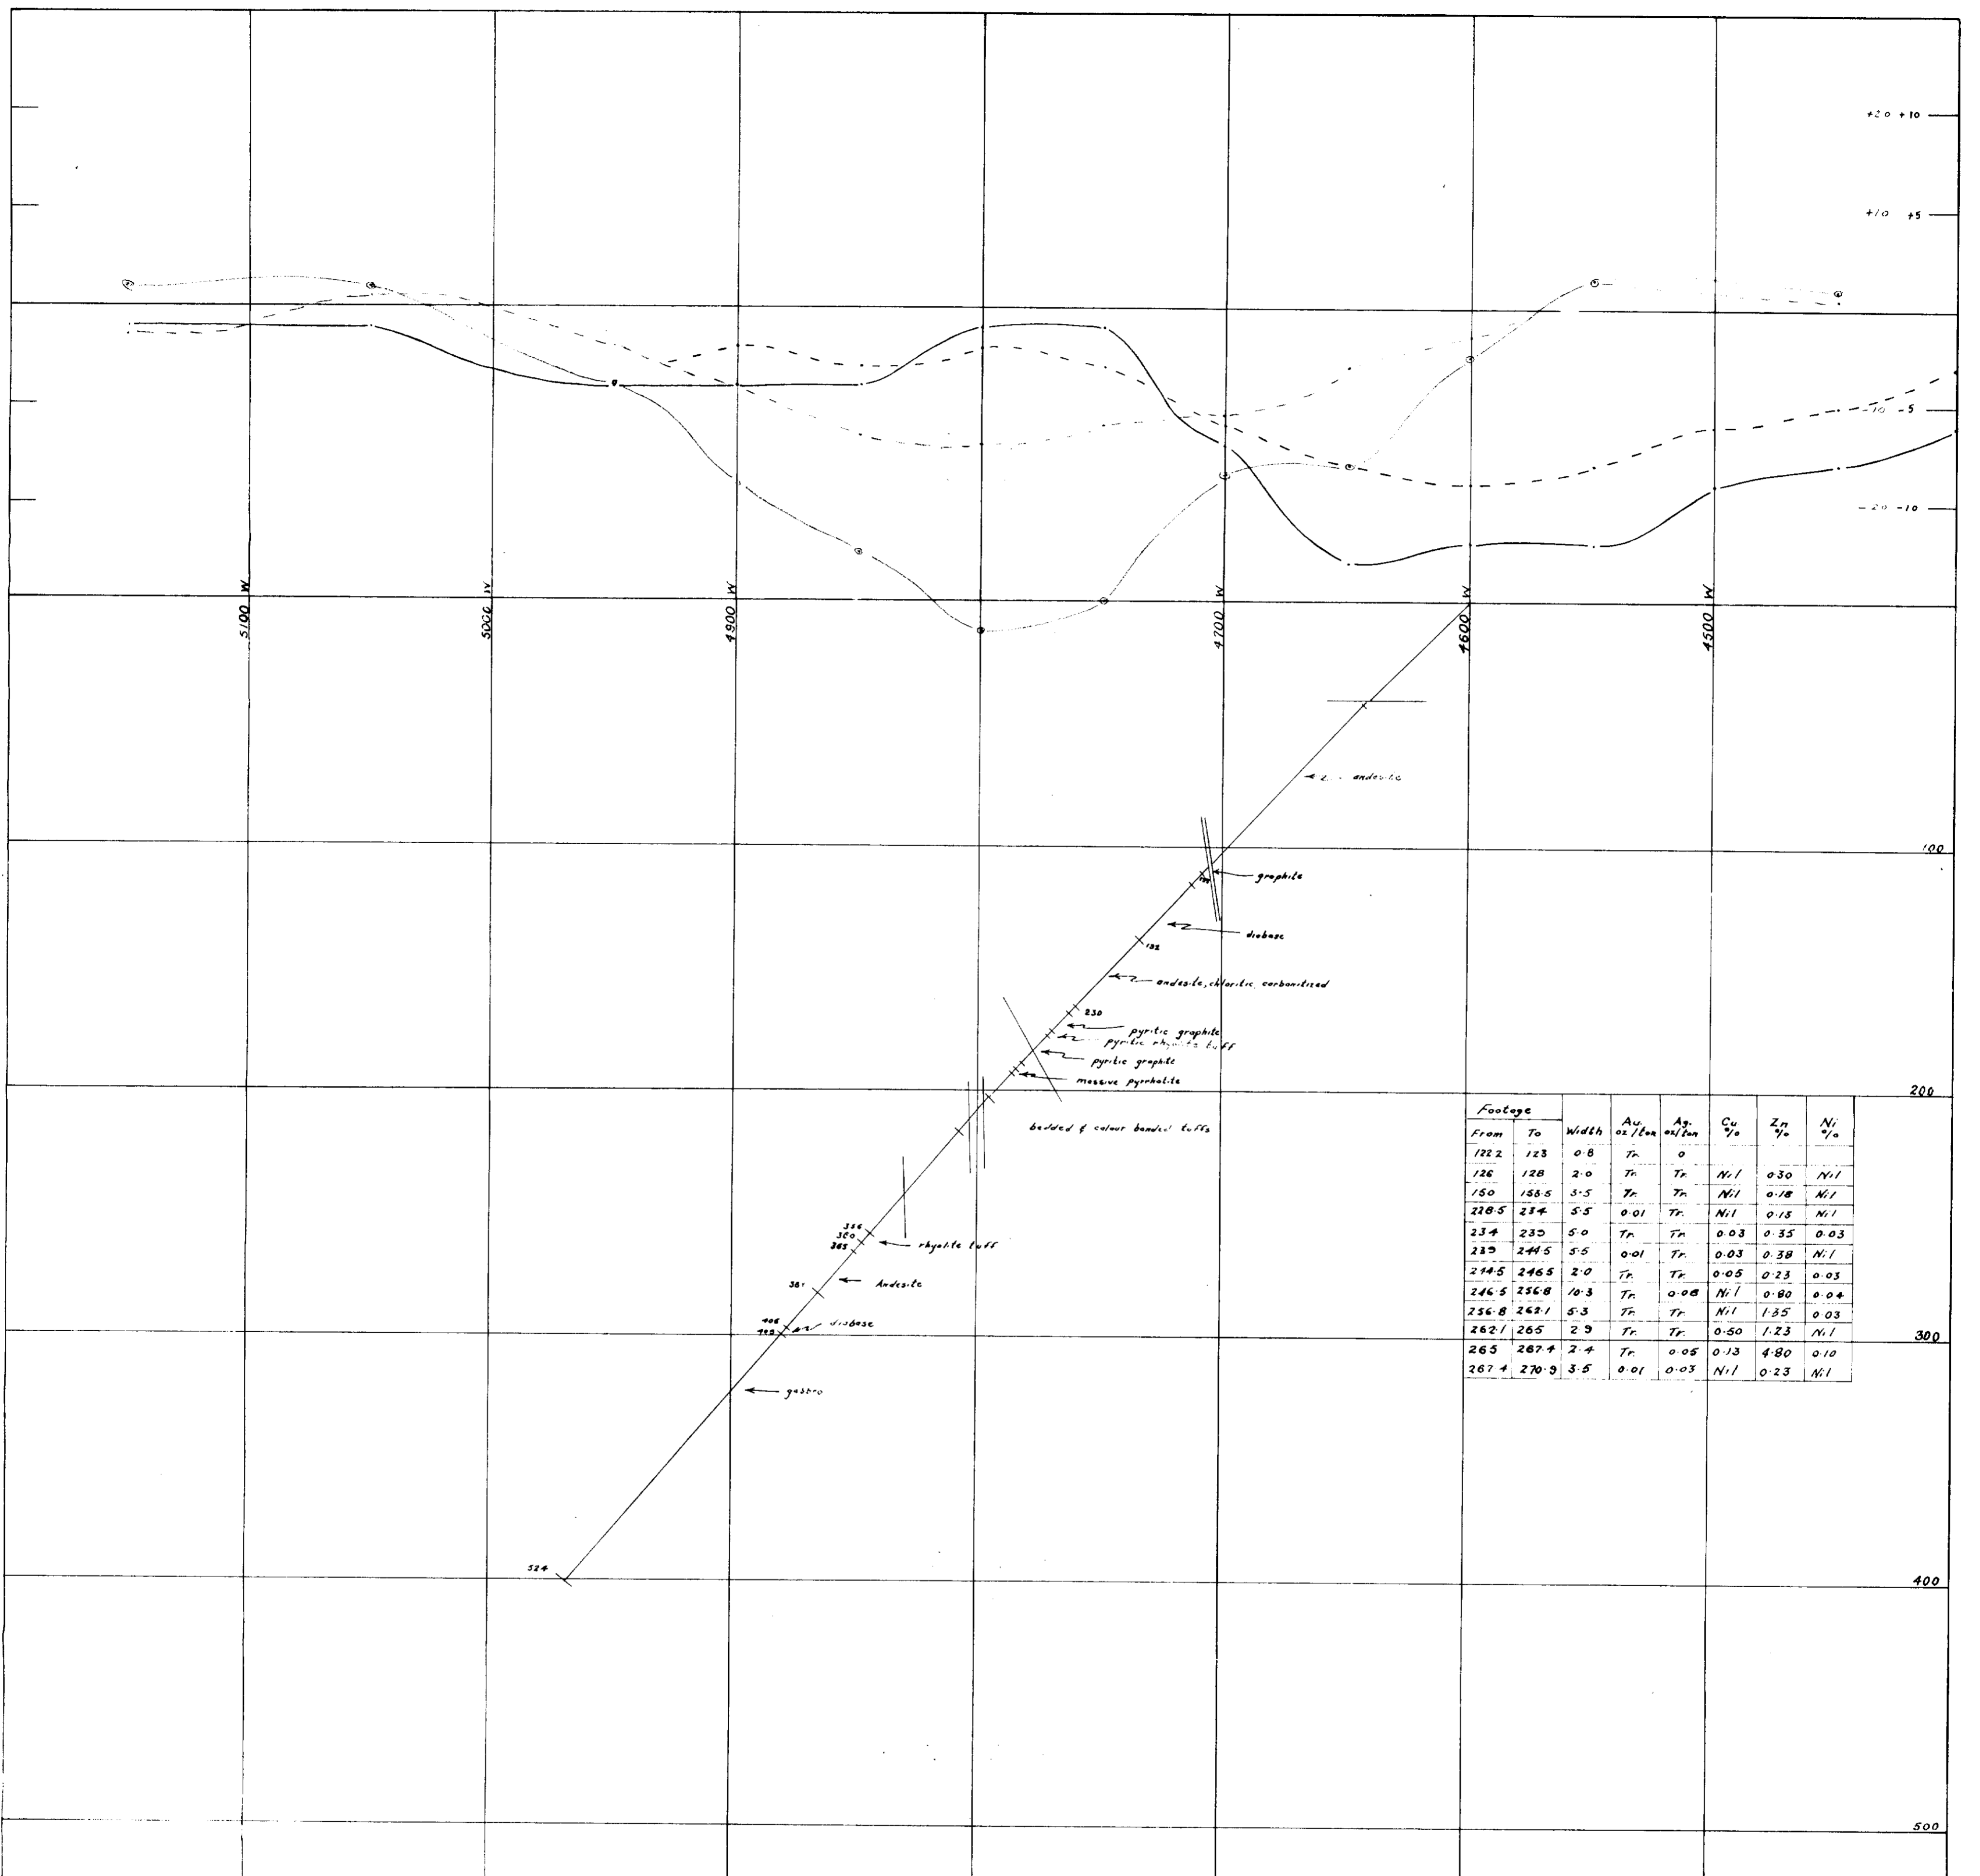 +20 +10
+10 +5
-10 -5
-20 -10
5100 W
5000 W
4900 W
4700 W
4600 W
4500 W
andesite
100
graphite
diabase
192
andesite, chloritic, carbonitized
230
pyritic graphite
pyritic rhyolite tuff
pyritic graphite
massive pyrrhotite
200
bedded & colour banded tuffs
Footage
From To Width Au. oz/ton Ag. oz/ton Cu % Zn % Ni %
122.2 123 0.8 Tr. 0
126 128 2.0 Tr. Tr. Nil 0.30 Nil
150 153.5 3.5 Tr. Tr. Nil 0.18 Nil
228.5 234 5.5 0.01 Tr. Nil 0.15 Nil
234 239 5.0 Tr. Tr. 0.03 0.35 0.03
239 244.5 5.5 0.01 Tr. 0.03 0.38 Nil
244.5 246.5 2.0 Tr. Tr. 0.05 0.23 0.03
246.5 256.8 10.3 Tr. 0.08 Nil 0.80 0.04
256.8 262.1 5.3 Tr. Tr. Nil 1.35 0.03
262.1 265 2.9 Tr. Tr. 0.50 1.23 Nil
265 267.4 2.4 Tr. 0.05 0.13 4.80 0.10
267.4 270.9 3.5 0.01 0.03 Nil 0.23 Nil
356
360
365
rhyolite tuff
Andesite
406
409
diabase
300
gabbro
524
400
500